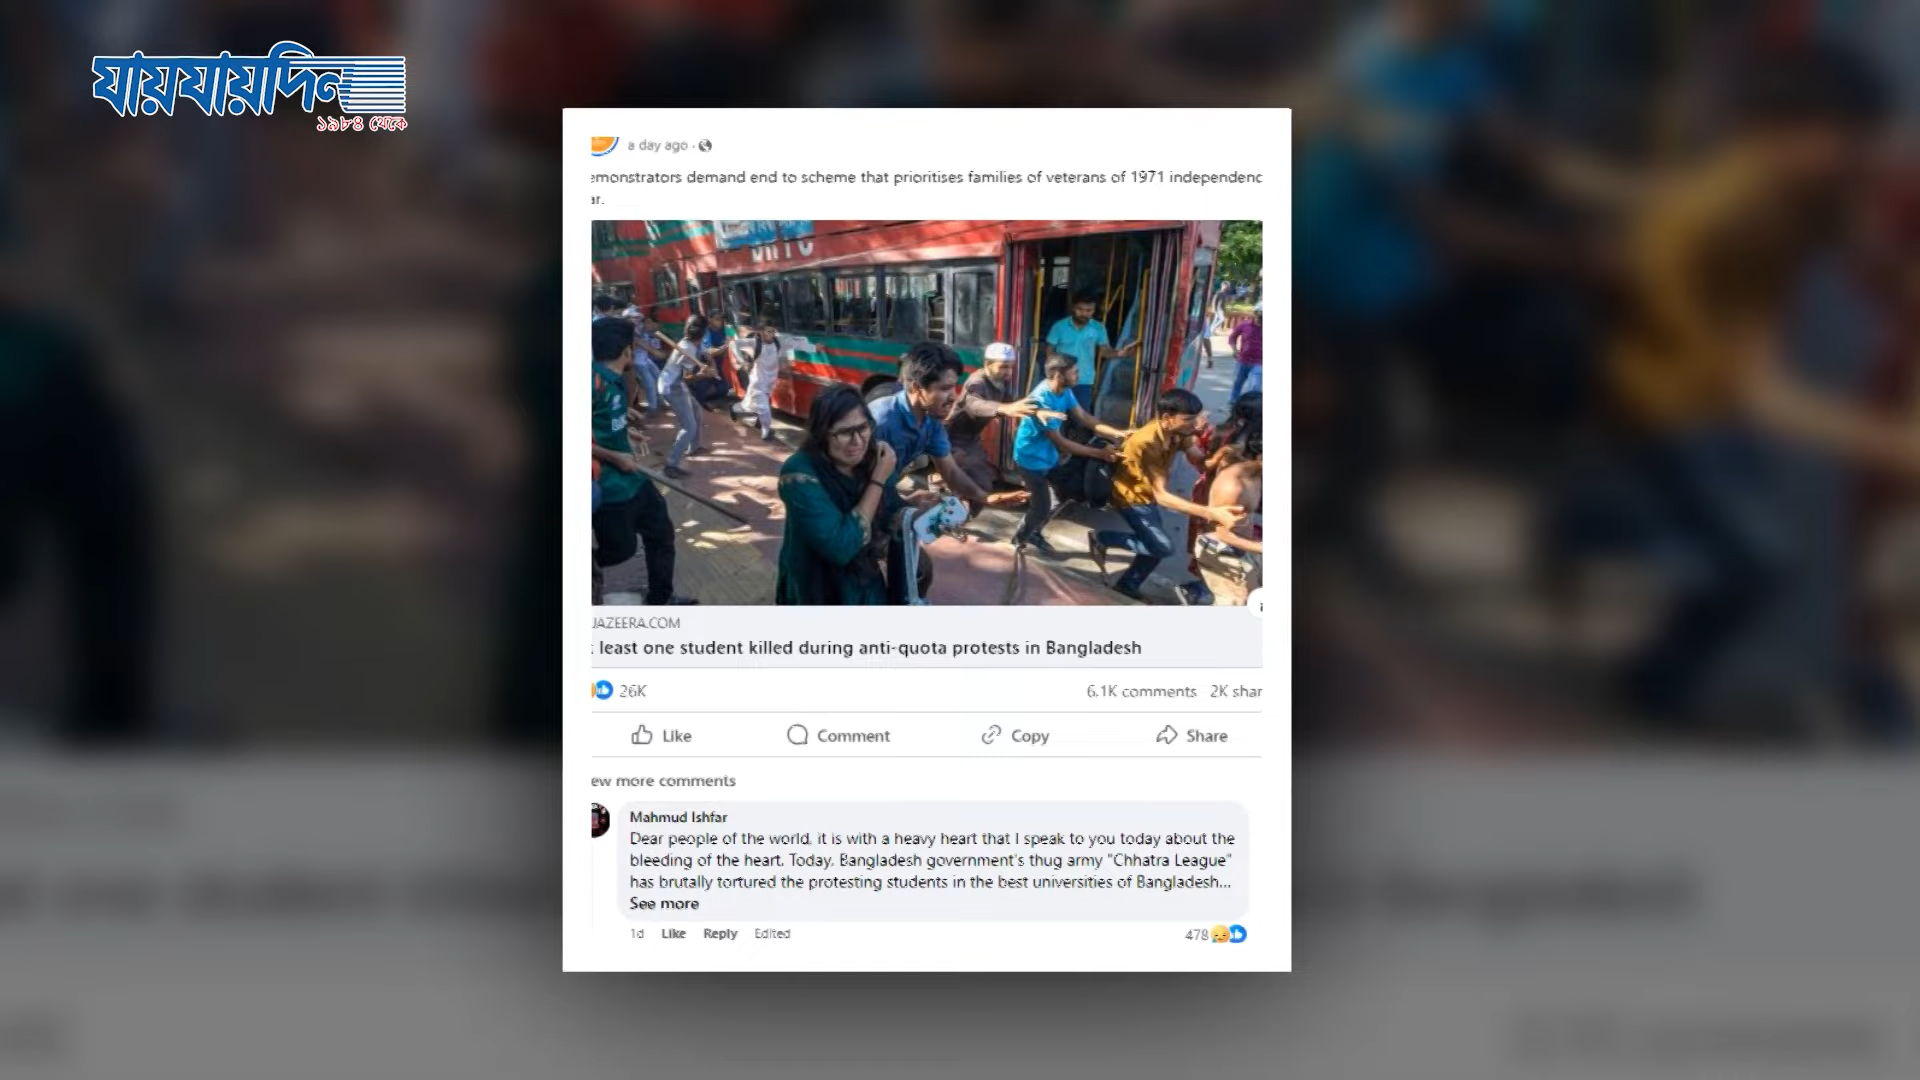 যায়যায়দিন
১৯৮৪ থেকে
a day ago ·
emonstrators demand end to scheme that prioritises families of veterans of 1971 independenc
ar.
JAZEERA.COM
least one student killed during anti-quota protests in Bangladesh
26K
6.1K comments 2K shar
Like Comment Copy Share
ew more comments
Mahmud Ishfar
Dear people of the world, it is with a heavy heart that I speak to you today about the
bleeding of the heart. Today, Bangladesh government's thug army "Chhatra League"
has brutally tortured the protesting students in the best universities of Bangladesh...
See more
1d Like Reply Edited 478